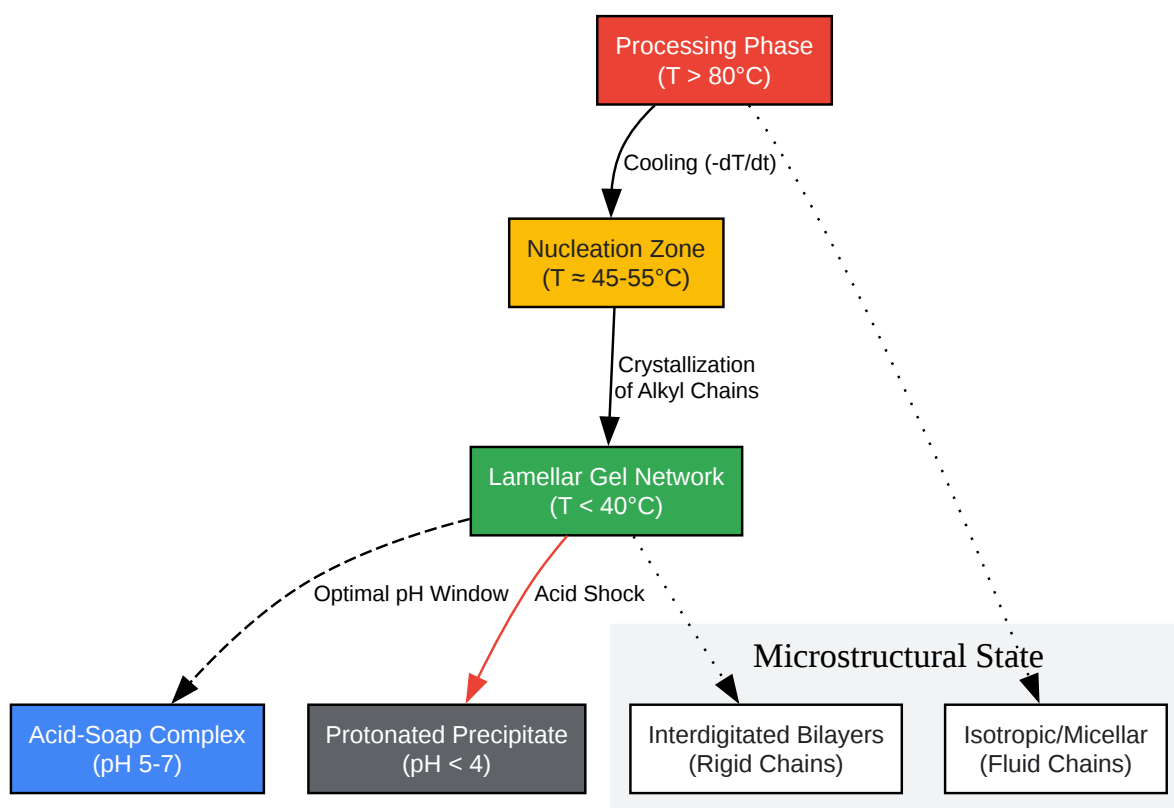 Processing Phase
(T > 80°C)
Cooling (-dT/dt)
Nucleation Zone
(T ≈ 45-55°C)
Crystallization
of Alkyl Chains
Lamellar Gel Network
(T < 40°C)
Optimal pH Window
Acid Shock
Microstructural State
Acid-Soap Complex
(pH 5-7)
Protonated Precipitate
(pH < 4)
Interdigitated Bilayers
(Rigid Chains)
Isotropic/Micellar
(Fluid Chains)